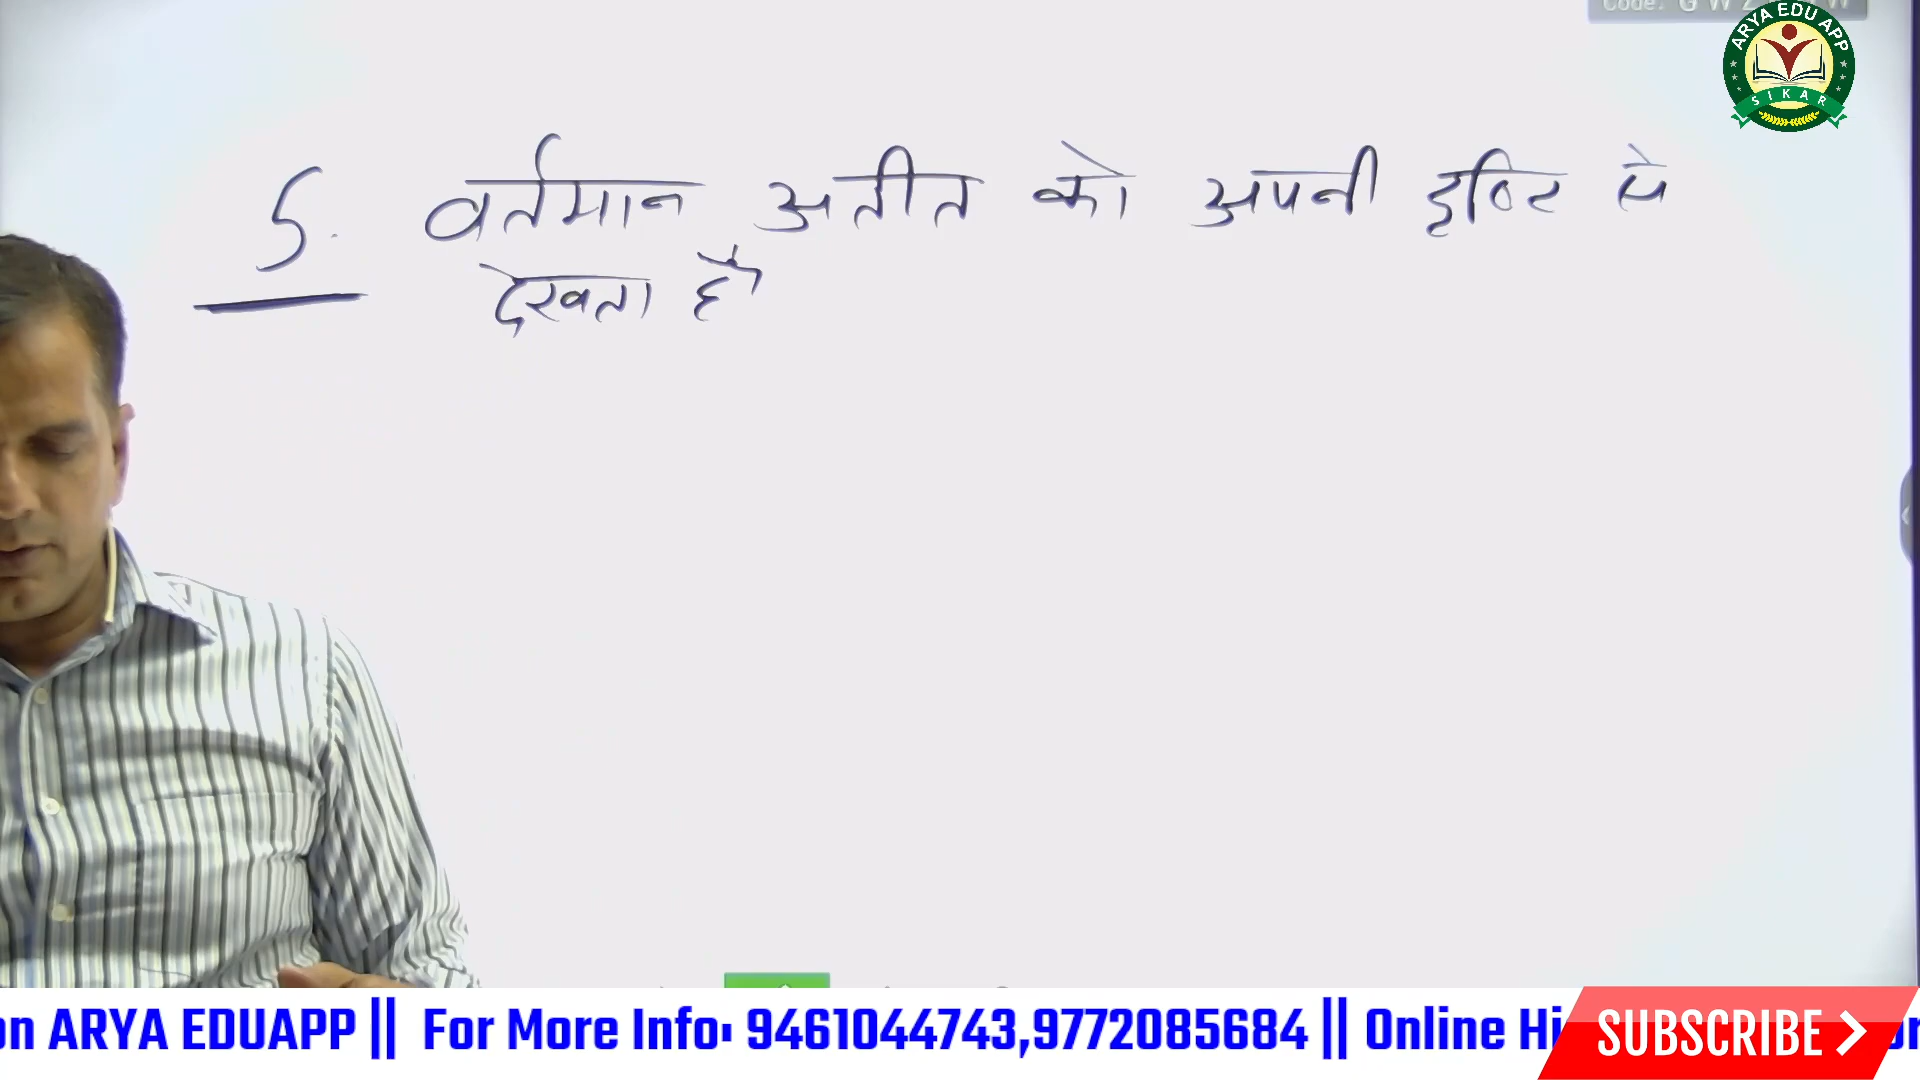 Code: G W
ARYA EDU APP
SIKAR
5. वर्तमान अतीत को अपनी दृष्टि से
देखता है
on ARYA EDUAPP || For More Info: 9461044743,9772085684 || Online Hi
SUBSCRIBE